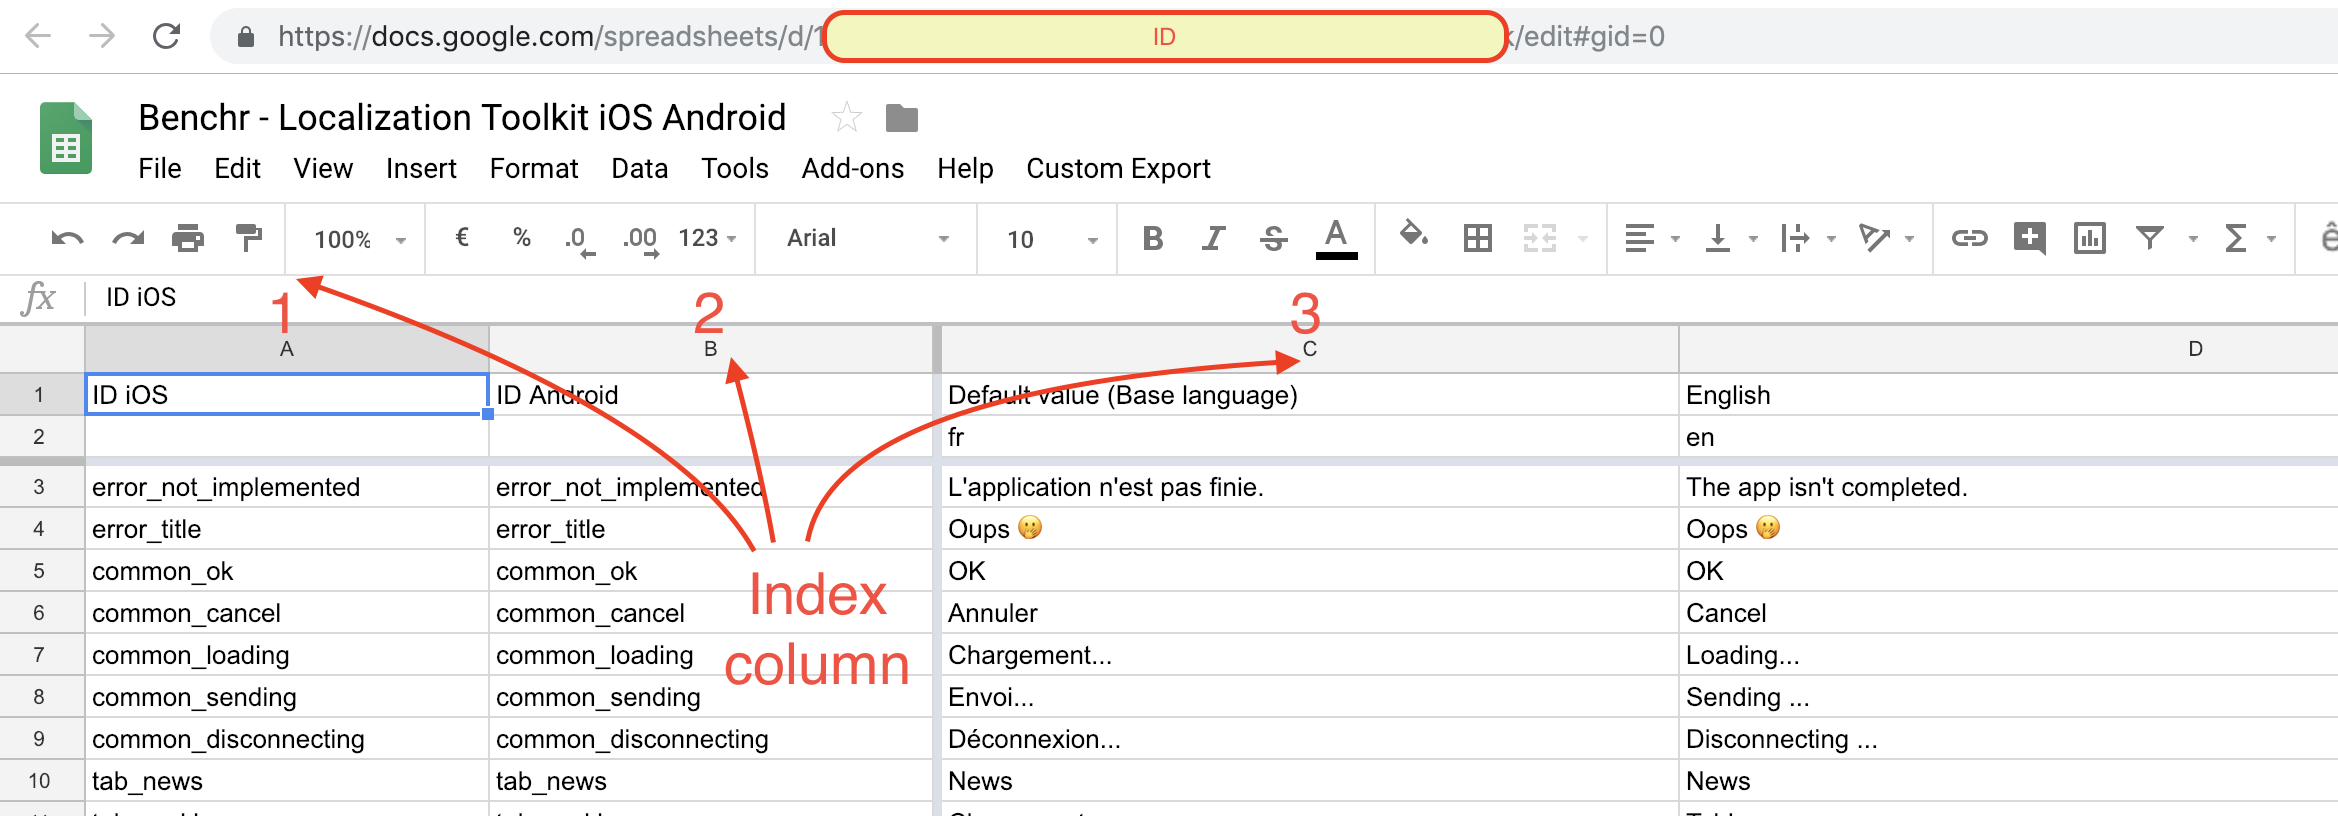 https://docs.google.com/spreadsheets/d/1 ID k/edit#gid=0
Benchr - Localization Toolkit iOS Android
File Edit View Insert Format Data Tools Add-ons Help Custom Export
100% € % .0 .00 123 Arial 10 B I S A
fx ID iOS
1 2 3
A B C D
1 ID iOS ID Android Default value (Base language) English
2 fr en
3 error_not_implemented error_not_implemented L'application n'est pas finie. The app isn't completed.
4 error_title error_title Oups 🤭 Oops 🤭
5 common_ok common_ok OK OK
6 common_cancel common_cancel Annuler Cancel
Index
7 common_loading common_loading Chargement... Loading...
column
8 common_sending common_sending Envoi... Sending ...
9 common_disconnecting common_disconnecting Déconnexion... Disconnecting ...
10 tab_news tab_news News News